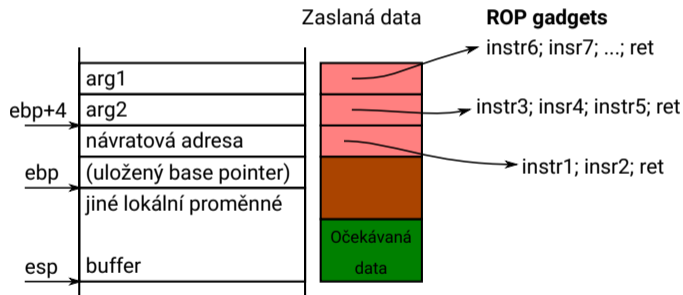 Zaslaná data
ROP gadgets
instr6; insr7; ...; ret
arg1
ebp+4
arg2
instr3; insr4; instr5; ret
návratová adresa
instr1; insr2; ret
ebp
(uložený base pointer)
jiné lokální proměnné
Očekávaná
data
esp
buffer